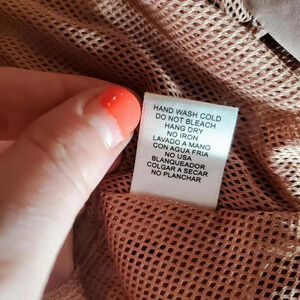 HAND WASH COLD
DO NOT BLEACH
HANG DRY
NO IRON
LAVADO A MANO
CON AGUA FRIA
NO USA
BLANQUEADOR
COLGAR A SECAR
NO PLANCHAR